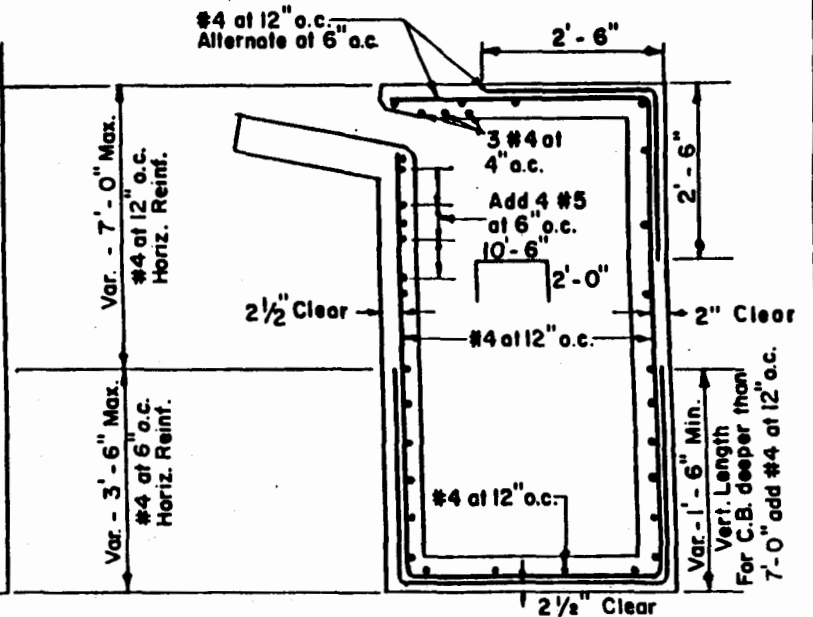 #4 at 12" o.c.
Alternate at 6" o.c.
2'-6"
3 #4 at
4" o.c.
2'-6"
Var. - 7'-0" Max.
#4 at 12" o.c.
Horiz. Reinf.
Add 4 #5
at 6" o.c.
10'-6"
2'-0"
2½" Clear
2" Clear
#4 at 12" o.c.
Var. - 3'-6" Max.
#4 at 6 o.c.
Horiz. Reinf.
#4 at 12" o.c.
Var. - 1'-6" Min.
Vert. Length
For C.B. deeper than
7'-0" add #4 at 12" o.c.
2½" Clear